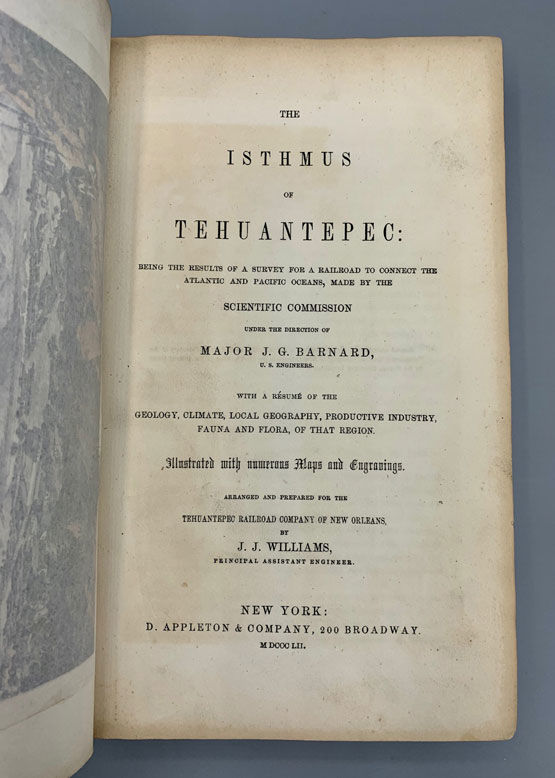 THE
ISTHMUS
OF
TEHUANTEPEC:
BEING THE RESULTS OF A SURVEY FOR A RAILROAD TO CONNECT THE
ATLANTIC AND PACIFIC OCEANS, MADE BY THE
SCIENTIFIC COMMISSION
UNDER THE DIRECTION OF
MAJOR J. G. BARNARD,
U. S. ENGINEERS.
WITH A RÉSUMÉ OF THE
GEOLOGY, CLIMATE, LOCAL GEOGRAPHY, PRODUCTIVE INDUSTRY,
FAUNA AND FLORA, OF THAT REGION.
Illustrated with numerous Maps and Engravings.
ARRANGED AND PREPARED FOR THE
TEHUANTEPEC RAILROAD COMPANY OF NEW ORLEANS,
BY
J. J. WILLIAMS,
PRINCIPAL ASSISTANT ENGINEER.
NEW YORK:
D. APPLETON & COMPANY, 200 BROADWAY.
M DCCC LII.